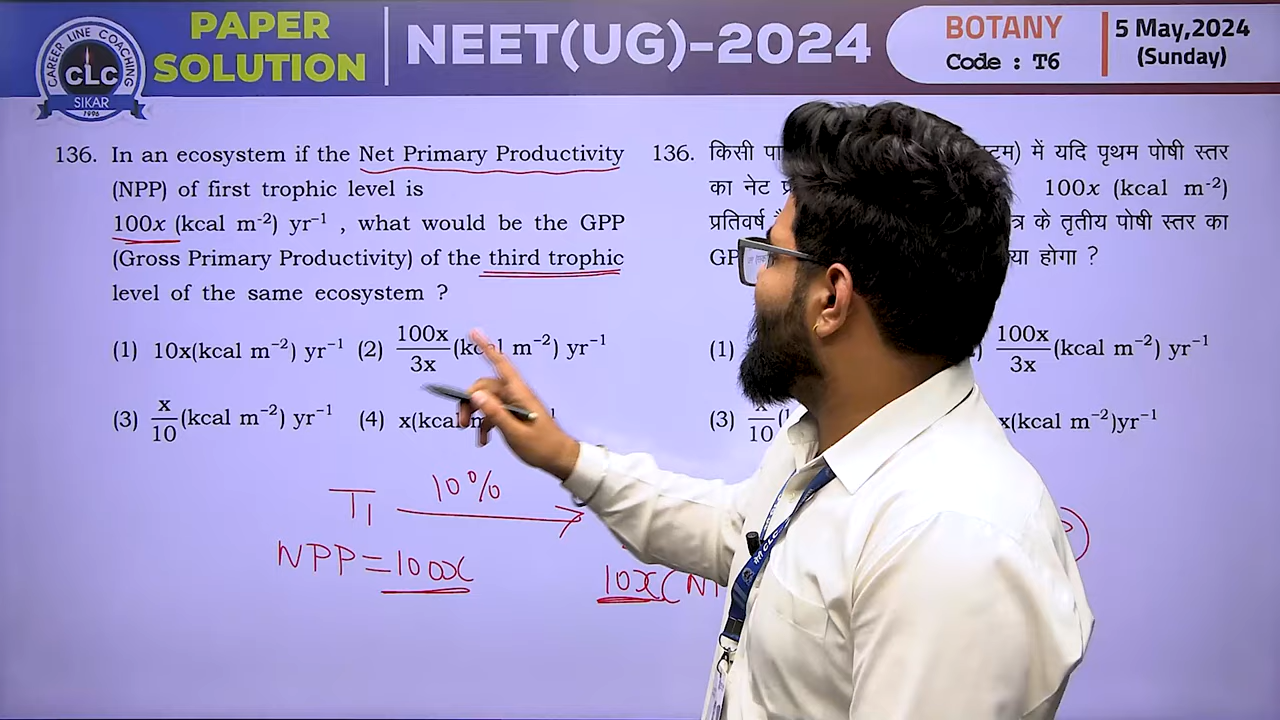 CAREER LINE COACHING
CLC
SIKAR
1996
PAPER
SOLUTION
NEET(UG)-2024
BOTANY
Code : T6
5 May,2024
(Sunday)
136. In an ecosystem if the Net Primary Productivity
(NPP) of first trophic level is
100x (kcal m⁻²) yr⁻¹ , what would be the GPP
(Gross Primary Productivity) of the third trophic
level of the same ecosystem ?
(1) 10x(kcal m⁻²) yr⁻¹ (2) 100x/3x (kcal m⁻²) yr⁻¹
(3) x/10 (kcal m⁻²) yr⁻¹ (4) x(kcal
136. किसी में यदि पृथम पोषी स्तर
का नेट 100x (kcal m⁻²)
प्रतिवर्ष के तृतीय पोषी स्तर का
होगा ?
(1) 100x/3x (kcal m⁻²) yr⁻¹
(3) x/10 x(kcal m⁻²)yr⁻¹
T1 10%
NPP = 100x
10x (
CLC